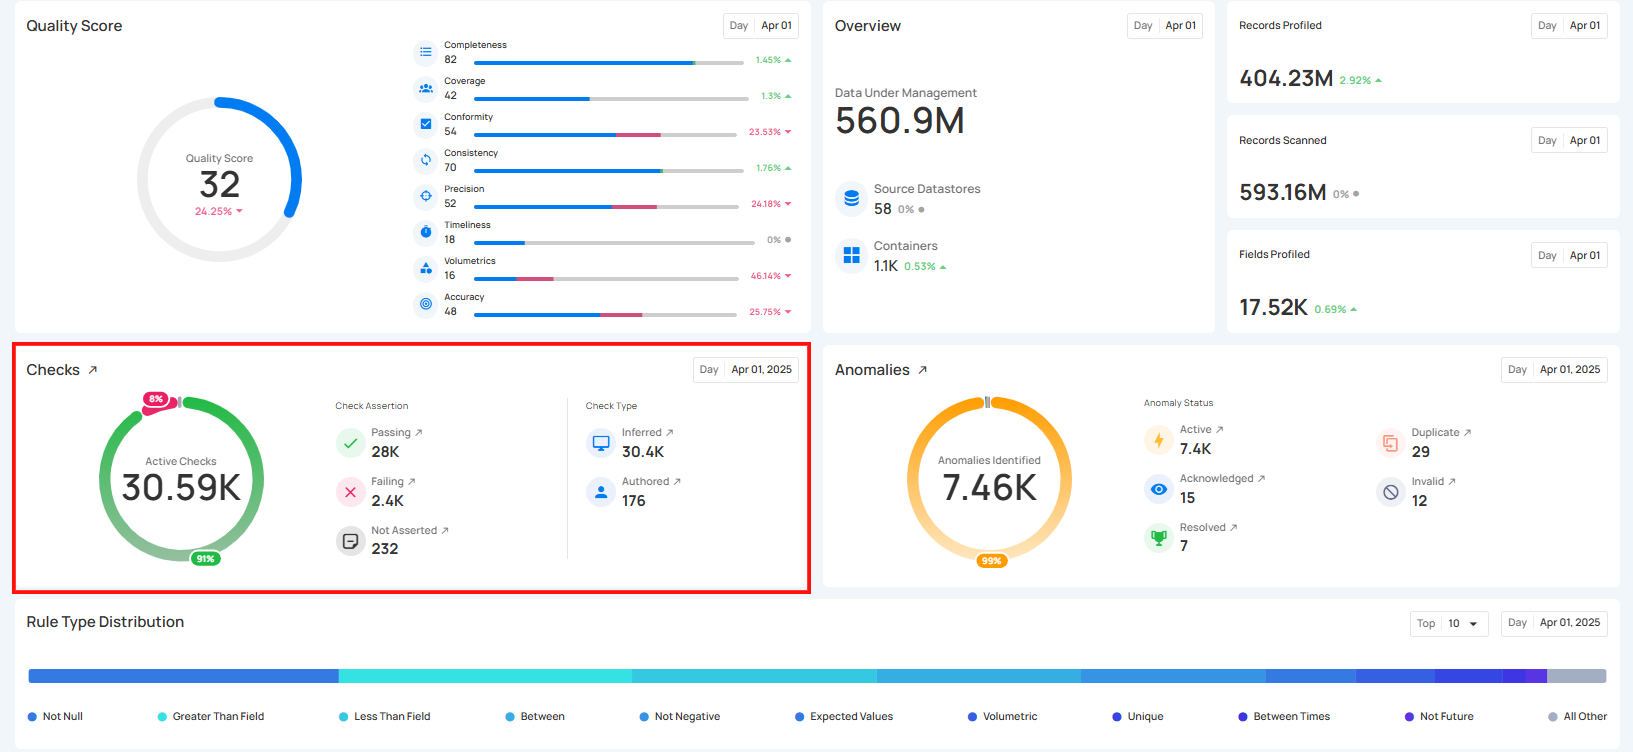 Quality Score
Day Apr 01
Quality Score
32
24.25%
Completeness
82
1.45%
Coverage
42
1.3%
Conformity
54
23.53%
Consistency
70
1.76%
Precision
52
24.18%
Timeliness
18
0%
Volumetrics
16
46.14%
Accuracy
48
25.75%
Overview
Day Apr 01
Data Under Management
560.9M
Source Datastores
58 0%
Containers
1.1K 0.53%
Records Profiled
Day Apr 01
404.23M 2.92%
Records Scanned
Day Apr 01
593.16M 0%
Fields Profiled
Day Apr 01
17.52K 0.69%
Checks
Day Apr 01, 2025
8%
Active Checks
30.59K
91%
Check Assertion
Passing
28K
Failing
2.4K
Not Asserted
232
Check Type
Inferred
30.4K
Authored
176
Anomalies
Day Apr 01, 2025
Anomalies Identified
7.46K
99%
Anomaly Status
Active
7.4K
Acknowledged
15
Resolved
7
Duplicate
29
Invalid
12
Rule Type Distribution
Top 10
Day Apr 01, 2025
Not Null Greater Than Field Less Than Field Between Not Negative Expected Values Volumetric Unique Between Times Not Future All Other